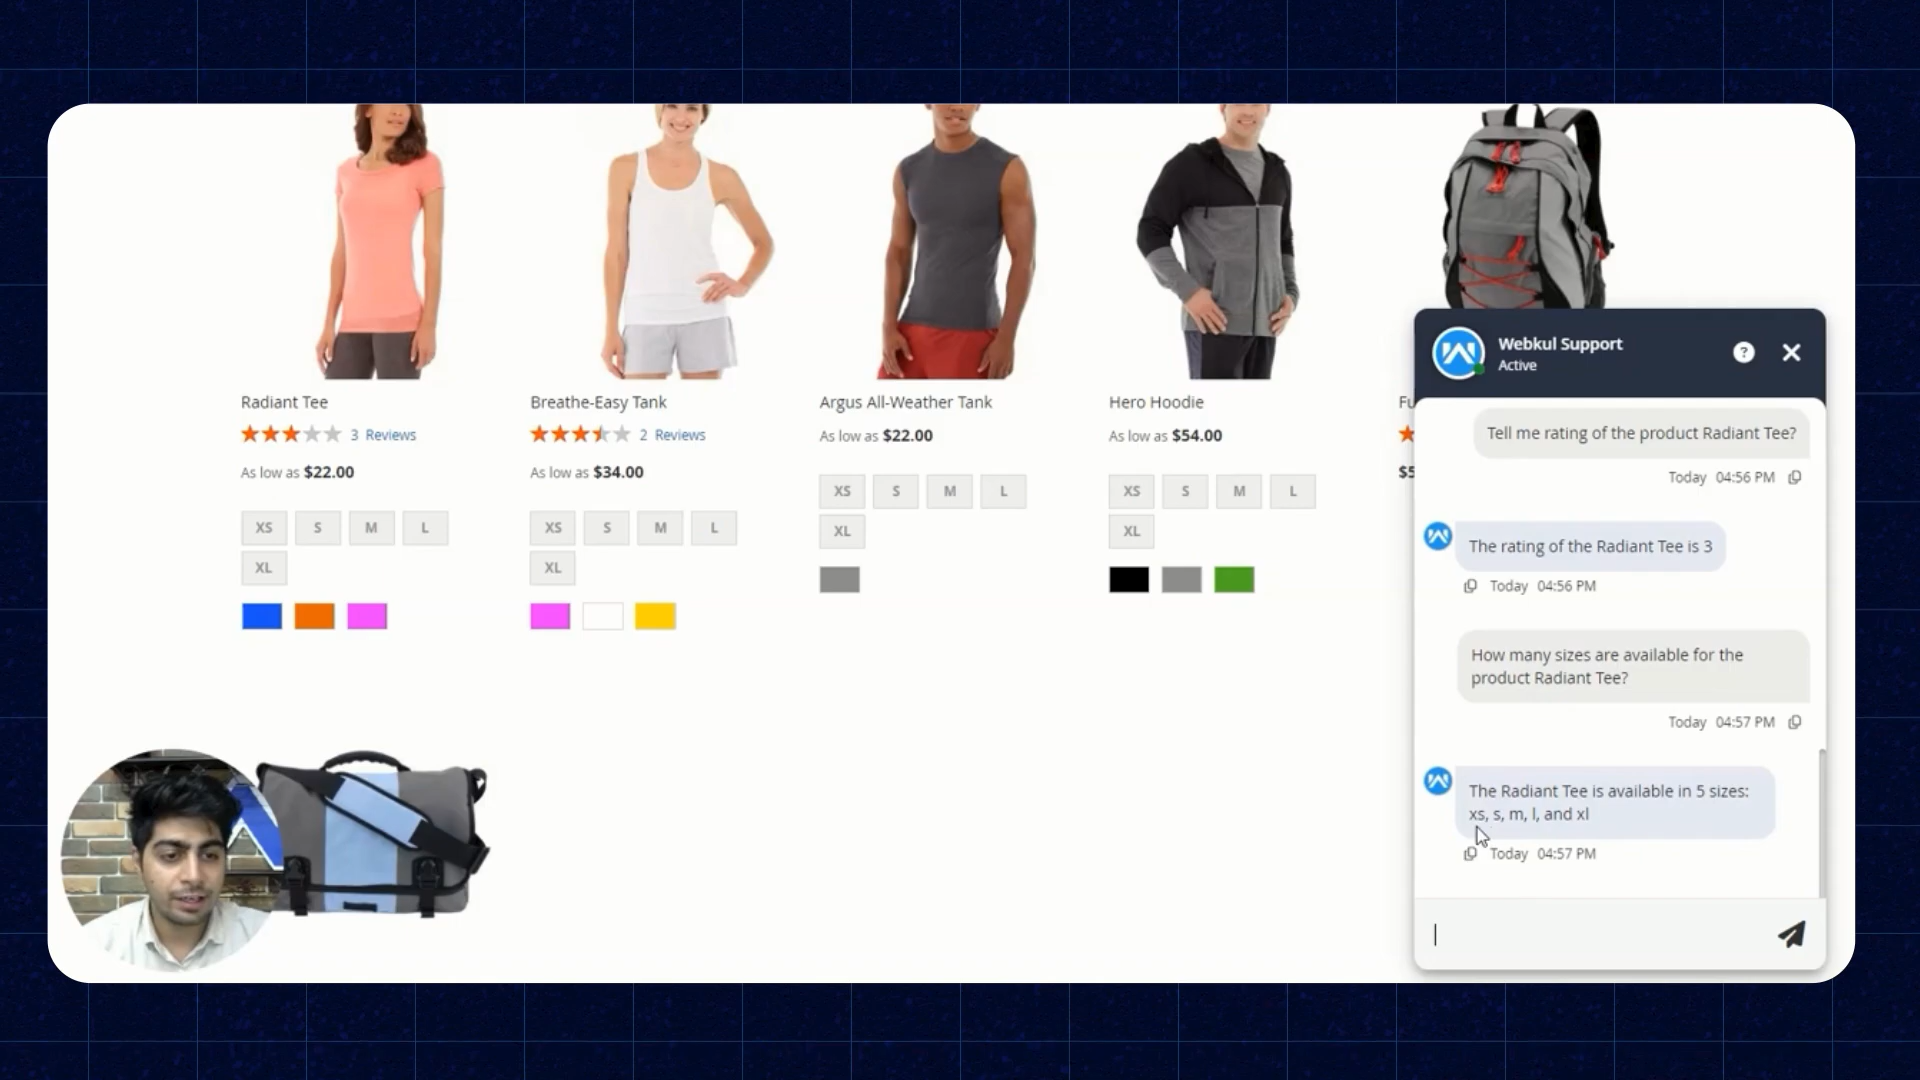 Radiant Tee
3 Reviews
As low as $22.00
XS S M L
XL
Breathe-Easy Tank
2 Reviews
As low as $34.00
XS S M L
XL
Argus All-Weather Tank
As low as $22.00
XS S M L
XL
Hero Hoodie
As low as $54.00
XS S M L
XL
Fu
$5
Webkul Support
Active
?
Tell me rating of the product Radiant Tee?
Today 04:56 PM
The rating of the Radiant Tee is 3
Today 04:56 PM
How many sizes are available for the
product Radiant Tee?
Today 04:57 PM
The Radiant Tee is available in 5 sizes:
xs, s, m, l, and xl
Today 04:57 PM